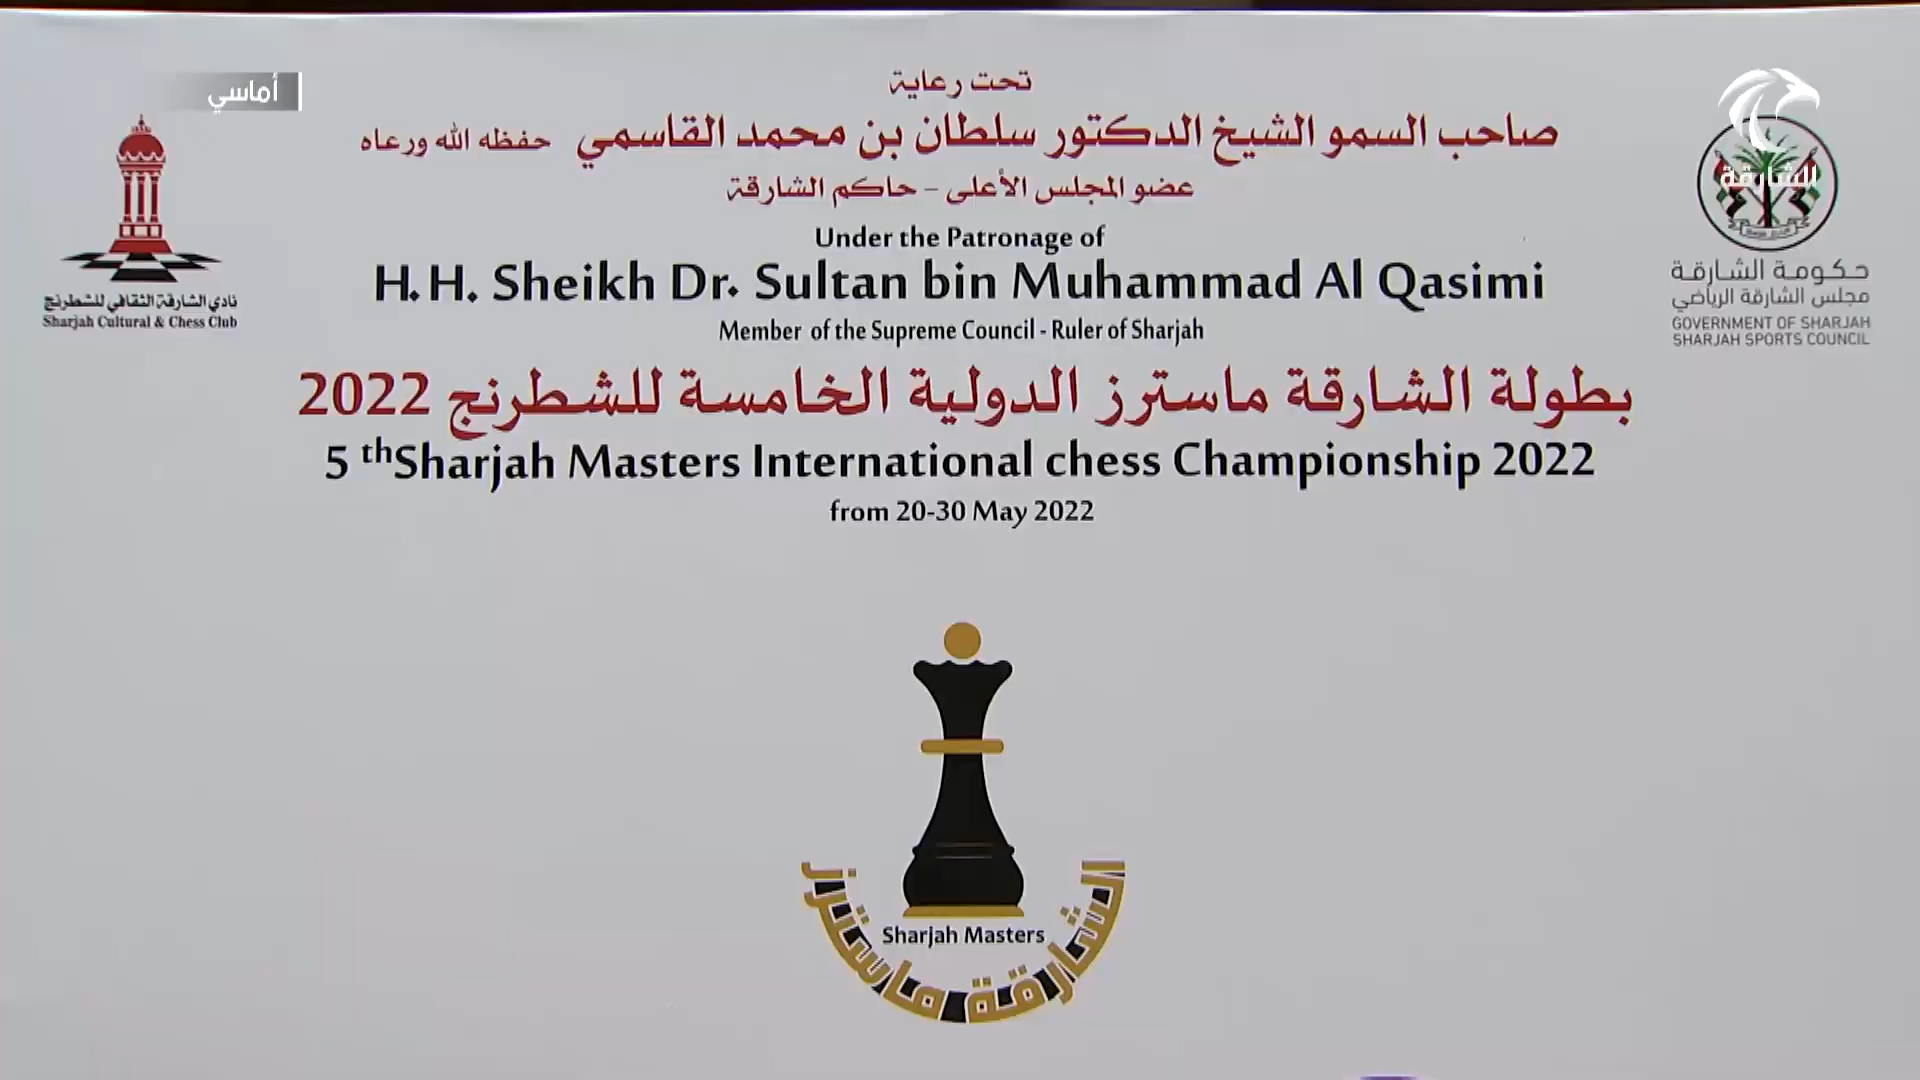 أماسي
تحت رعاية
صاحب السمو الشيخ الدكتور سلطان بن محمد القاسمي حفظه الله ورعاه
عضو المجلس الأعلى - حاكم الشارقة
Under the Patronage of
H.H. Sheikh Dr. Sultan bin Muhammad Al Qasimi
Member of the Supreme Council - Ruler of Sharjah
بطولة الشارقة ماسترز الدولية الخامسة للشطرنج 2022
5 thSharjah Masters International chess Championship 2022
from 20-30 May 2022
نادي الشارقة الثقافي للشطرنج
Sharjah Cultural & Chess Club
الشارقة
حكومة الشارقة
مجلس الشارقة الرياضي
GOVERNMENT OF SHARJAH
SHARJAH SPORTS COUNCIL
Sharjah Masters
الشارقة ماسترز